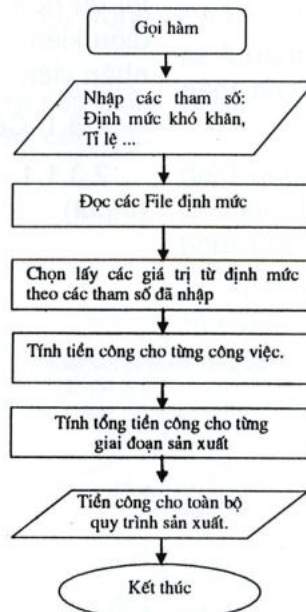 Gọi hàm
Nhập các tham số:
Định mức khó khăn,
Tỉ lệ ...
Đọc các File định mức
Chọn lấy các giá trị từ định mức
theo các tham số đã nhập
Tính tiền công cho từng công việc.
Tính tổng tiền công cho từng
giai đoạn sản xuất
Tiền công cho toàn bộ
quy trình sản xuất.
Kết thúc